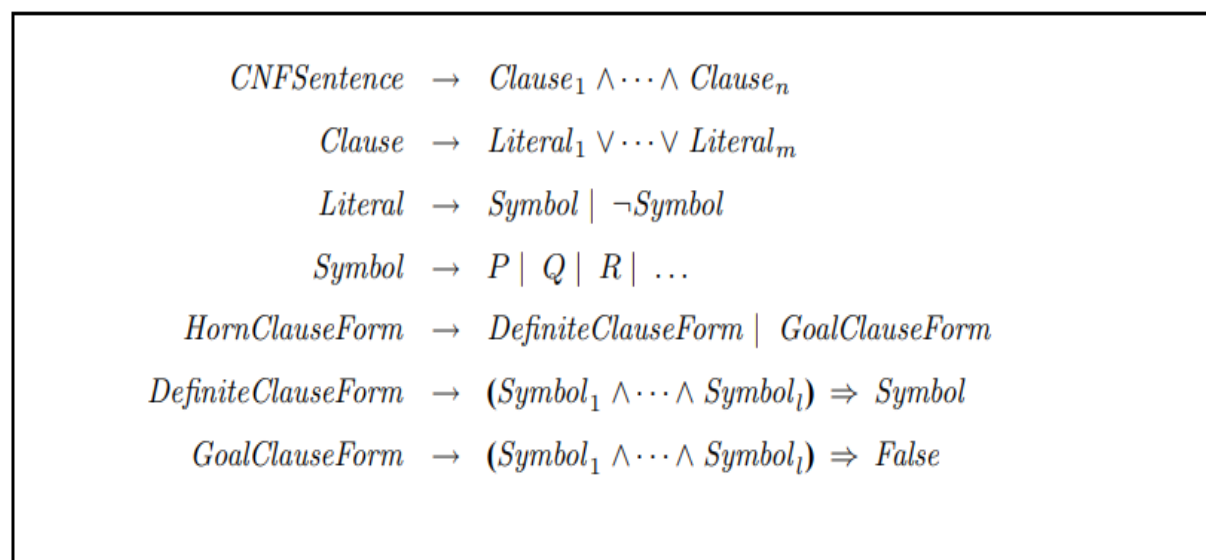 CNFSentence → Clause₁ ∧ ⋯ ∧ Clauseₙ
Clause → Literal₁ ∨ ⋯ ∨ Literalₘ
Literal → Symbol | ¬Symbol
Symbol → P | Q | R | …
HornClauseForm → DefiniteClauseForm | GoalClauseForm
DefiniteClauseForm → (Symbol₁ ∧ ⋯ ∧ Symbolₗ) ⇒ Symbol
GoalClauseForm → (Symbol₁ ∧ ⋯ ∧ Symbolₗ) ⇒ False